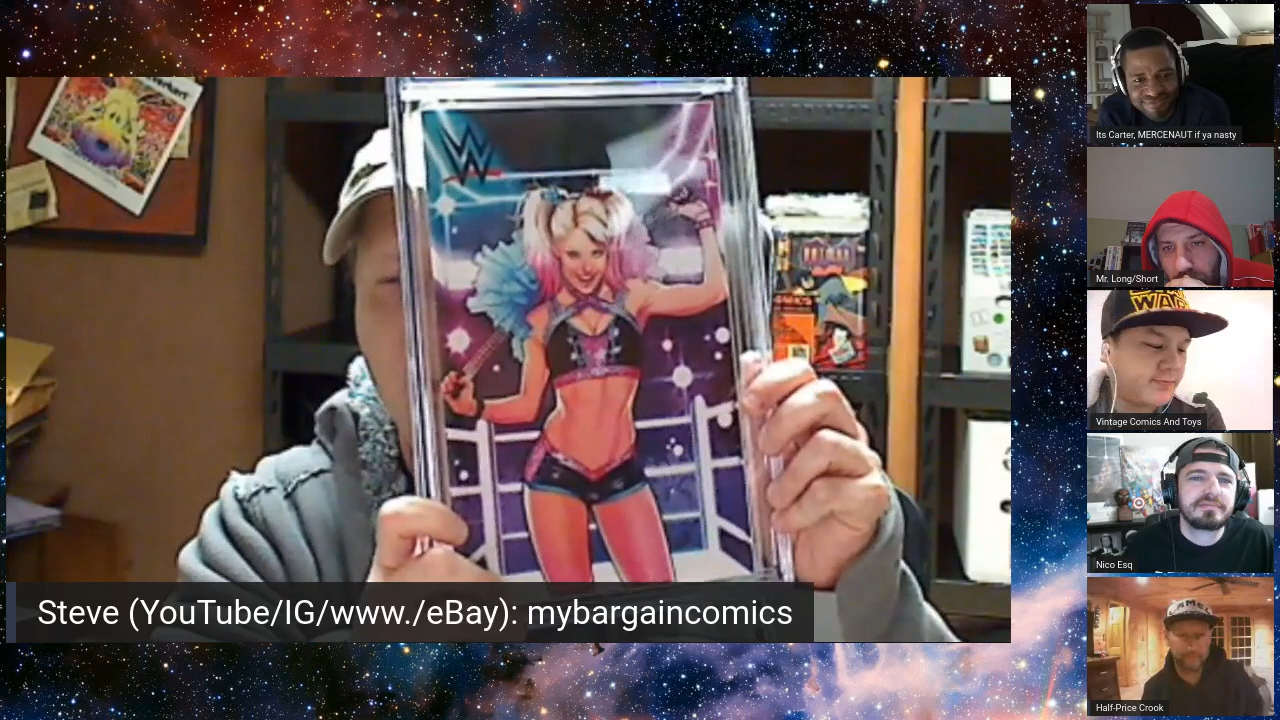 Steve (YouTube/IG/www./eBay): mybargaincomics
Its Carter, MERCENAUT if ya nasty
Mr. Long/Short
WAR
Vintage Comics And Toys
Nico Esq
Half-Price Crook